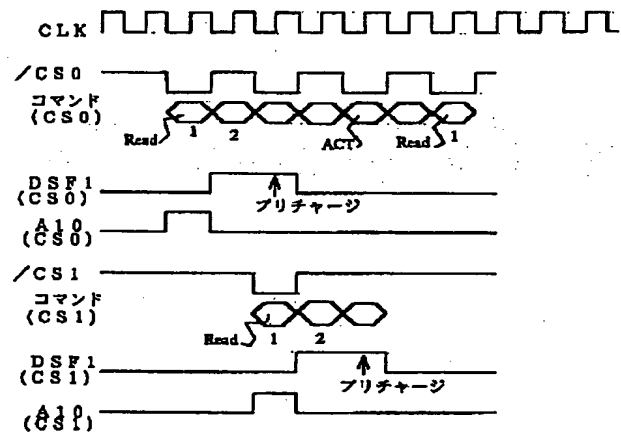 CLK
/CS0
コマンド
(CS0)
1 2 1
Read ACT Read
DSF1
(CS0)
プリチャージ
A10
(CS0)
/CS1
コマンド
(CS1)
Read 1 2
DSF1
(CS1)
プリチャージ
A10
(CS1)